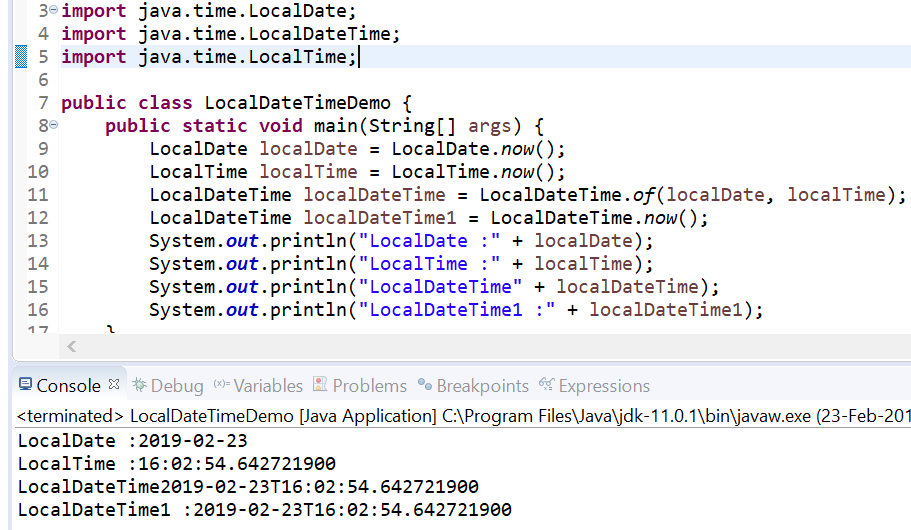 3 import java.time.LocalDate;
4 import java.time.LocalDateTime;
5 import java.time.LocalTime;
6
7 public class LocalDateTimeDemo {
8 public static void main(String[] args) {
9 LocalDate localDate = LocalDate.now();
10 LocalTime localTime = LocalTime.now();
11 LocalDateTime localDateTime = LocalDateTime.of(localDate, localTime);
12 LocalDateTime localDateTime1 = LocalDateTime.now();
13 System.out.println("LocalDate :" + localDate);
14 System.out.println("LocalTime :" + localTime);
15 System.out.println("LocalDateTime" + localDateTime);
16 System.out.println("LocalDateTime1 :" + localDateTime1);
17 }
Console Debug (x)= Variables Problems Breakpoints Expressions
<terminated> LocalDateTimeDemo [Java Application] C:\Program Files\Java\jdk-11.0.1\bin\javaw.exe (23-Feb-201
LocalDate :2019-02-23
LocalTime :16:02:54.642721900
LocalDateTime2019-02-23T16:02:54.642721900
LocalDateTime1 :2019-02-23T16:02:54.642721900